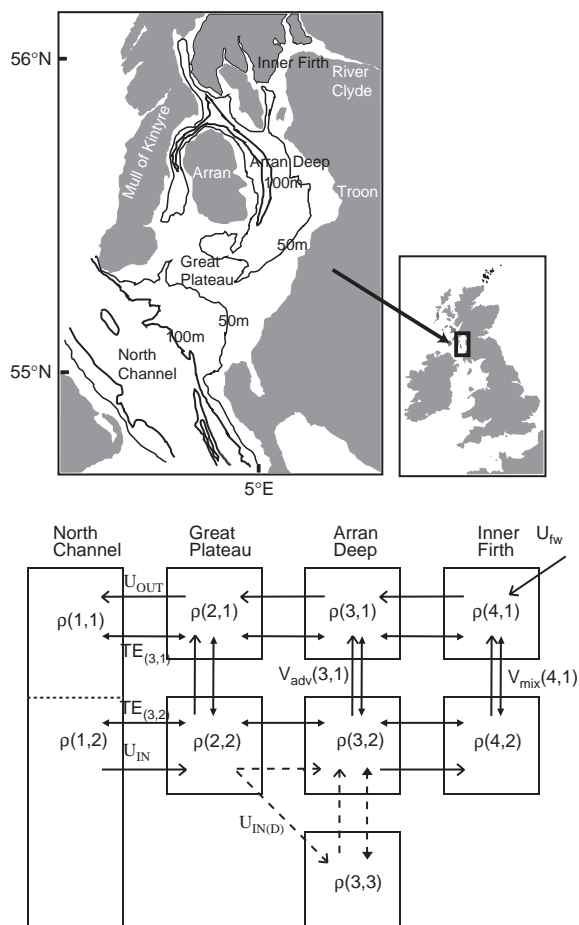 56°N
Inner Firth
River
Clyde
Mull of Kintyre
Arran
Arran Deep
100m
Troon
50m
Great
Plateau
50m
100m
North
Channel
55°N
5°E
North
Channel
Great
Plateau
Arran
Deep
Inner
Firth
U_fw
U_OUT
ρ(1,1)
ρ(2,1)
ρ(3,1)
ρ(4,1)
TE_(3,1)
V_adv(3,1)
V_mix(4,1)
TE_(3,2)
ρ(1,2)
ρ(2,2)
ρ(3,2)
ρ(4,2)
U_IN
U_IN(D)
ρ(3,3)